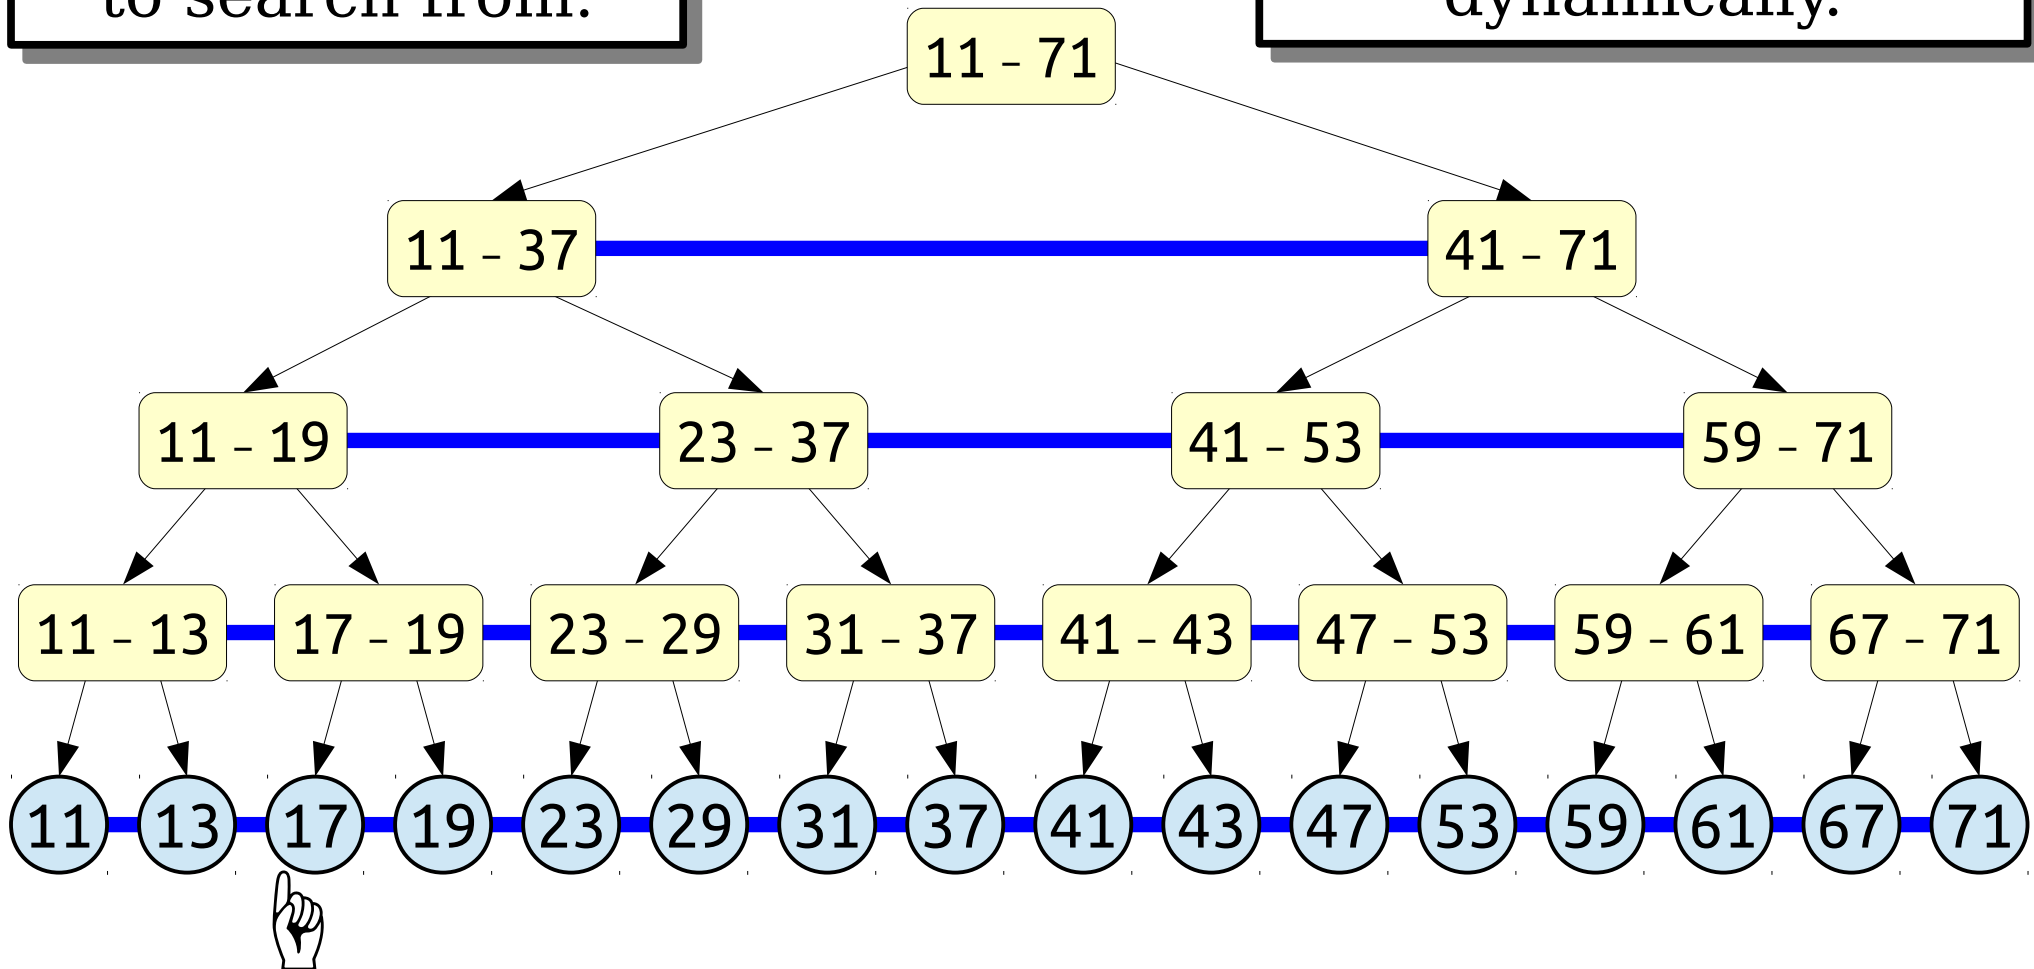 to search from.
dynamically.
11 – 71
11 – 37
41 – 71
11 – 19
23 – 37
41 – 53
59 – 71
11 – 13
17 – 19
23 – 29
31 – 37
41 – 43
47 – 53
59 – 61
67 – 71
11
13
17
19
23
29
31
37
41
43
47
53
59
61
67
71